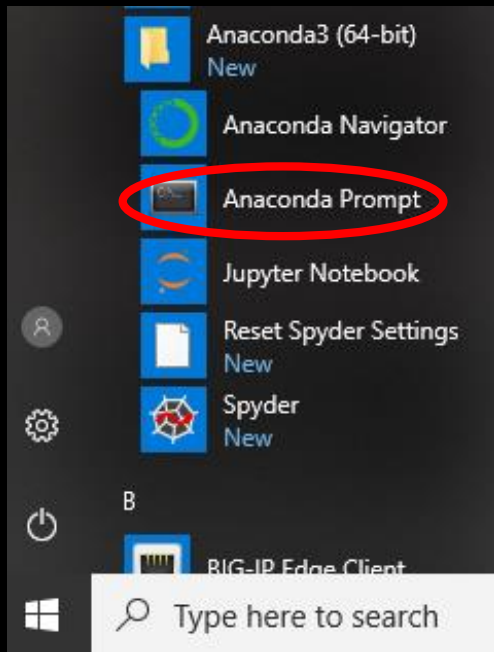 Anaconda3 (64-bit)
New
Anaconda Navigator
Anaconda Prompt
Jupyter Notebook
Reset Spyder Settings
New
Spyder
New
B
BIG-IP Edge Client
Type here to search